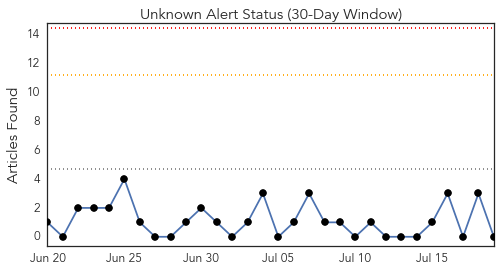 Unknown Alert Status (30-Day Window)
Articles Found
14
12
10
8
6
4
2
0
Jun 20 Jun 25 Jun 30 Jul 05 Jul 10 Jul 15